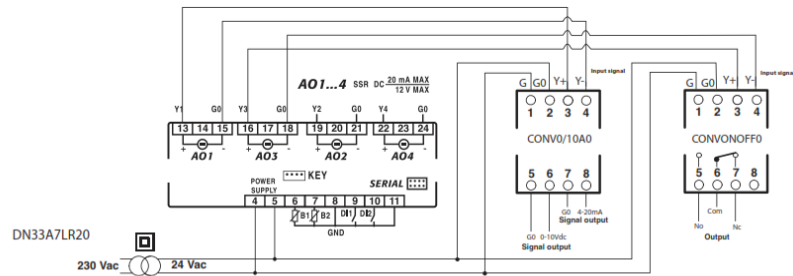 AO1...4 SSR DC 20 mA MAX
12 V MAX
Y1 G0 Y3 G0 Y2 G0 Y4 G0
13 14 15 16 17 18 19 20 21 22 23 24
+ - + - + - + -
AO1 AO3 AO2 AO4
KEY
SERIAL
POWER
SUPPLY
4 5 6 7 8 9 10 11
B1 B2 DI1 DI2
GND
DN33A7LR20
230 Vac 24 Vac
G G0 Y+ Y- Input signal
1 2 3 4
CONV0/10A0
5 6 7 8
G0 4-20mA
Signal output
G0 0-10Vdc
Signal output
G G0 Y+ Y- Input signal
1 2 3 4
CONVONOFF0
5 6 7 8
Com
No Nc
Output